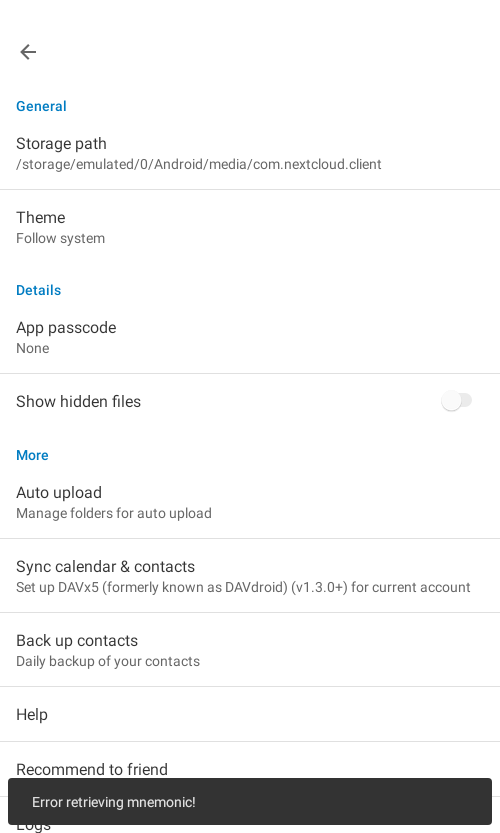 General
Storage path
/storage/emulated/0/Android/media/com.nextcloud.client
Theme
Follow system
Details
App passcode
None
Show hidden files
More
Auto upload
Manage folders for auto upload
Sync calendar & contacts
Set up DAVx5 (formerly known as DAVdroid) (v1.3.0+) for current account
Back up contacts
Daily backup of your contacts
Help
Recommend to friend
Error retrieving mnemonic!
Logs